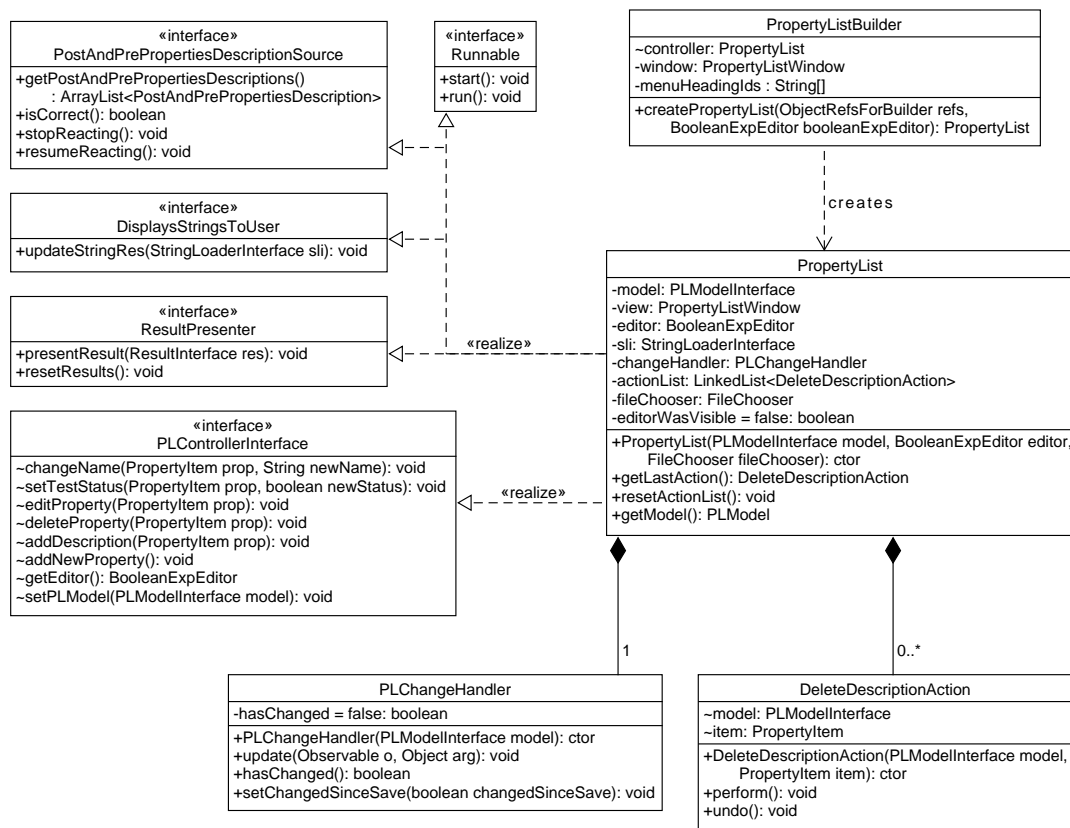 «interface»
PostAndPrePropertiesDescriptionSource
+getPostAndPrePropertiesDescriptions()
: ArrayList<PostAndPrePropertiesDescription>
+isCorrect(): boolean
+stopReacting(): void
+resumeReacting(): void
«interface»
Runnable
+start(): void
+run(): void
PropertyListBuilder
~controller: PropertyList
-window: PropertyListWindow
-menuHeadingIds : String[]
+createPropertyList(ObjectRefsForBuilder refs,
BooleanExpEditor booleanExpEditor): PropertyList
creates
«interface»
DisplaysStringsToUser
+updateStringRes(StringLoaderInterface sli): void
«interface»
ResultPresenter
+presentResult(ResultInterface res): void
+resetResults(): void
«realize»
PropertyList
-model: PLModelInterface
-view: PropertyListWindow
-editor: BooleanExpEditor
-sli: StringLoaderInterface
-changeHandler: PLChangeHandler
-actionList: LinkedList<DeleteDescriptionAction>
-fileChooser: FileChooser
-editorWasVisible = false: boolean
+PropertyList(PLModelInterface model, BooleanExpEditor editor,
FileChooser fileChooser): ctor
+getLastAction(): DeleteDescriptionAction
+resetActionList(): void
+getModel(): PLModel
«interface»
PLControllerInterface
~changeName(PropertyItem prop, String newName): void
~setTestStatus(PropertyItem prop, boolean newStatus): void
~editProperty(PropertyItem prop): void
~deleteProperty(PropertyItem prop): void
~addDescription(PropertyItem prop): void
~addNewProperty(): void
~getEditor(): BooleanExpEditor
~setPLModel(PLModelInterface model): void
«realize»
1
0..*
PLChangeHandler
-hasChanged = false: boolean
+PLChangeHandler(PLModelInterface model): ctor
+update(Observable o, Object arg): void
+hasChanged(): boolean
+setChangedSinceSave(boolean changedSinceSave): void
DeleteDescriptionAction
~model: PLModelInterface
~item: PropertyItem
+DeleteDescriptionAction(PLModelInterface model,
PropertyItem item): ctor
+perform(): void
+undo(): void